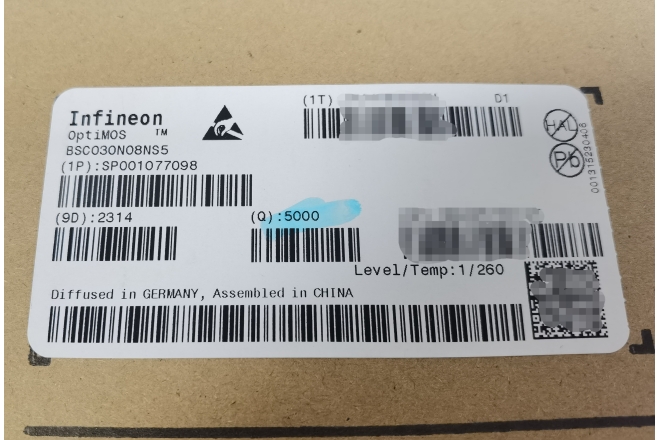 Infineon
OptiMOS ™
BSC030N08NS5
(1P):SP001077098
(1T)
D1
HAL
Pb
001315230406
(9D):2314
(Q):5000
Level/Temp:1/260
Diffused in GERMANY, Assembled in CHINA